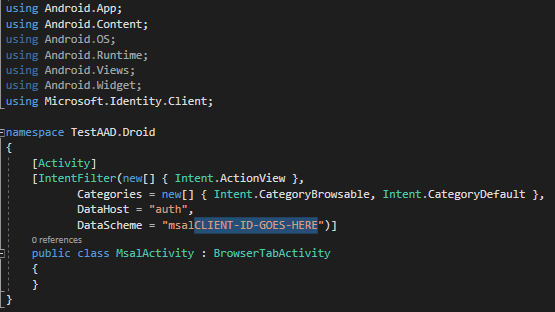 using Android.App;
using Android.Content;
using Android.OS;
using Android.Runtime;
using Android.Views;
using Android.Widget;
using Microsoft.Identity.Client;
namespace TestAAD.Droid
{
[Activity]
[IntentFilter(new[] { Intent.ActionView },
Categories = new[] { Intent.CategoryBrowsable, Intent.CategoryDefault },
DataHost = "auth",
DataScheme = "msalCLIENT-ID-GOES-HERE")]
0 references
public class MsalActivity : BrowserTabActivity
{
}
}